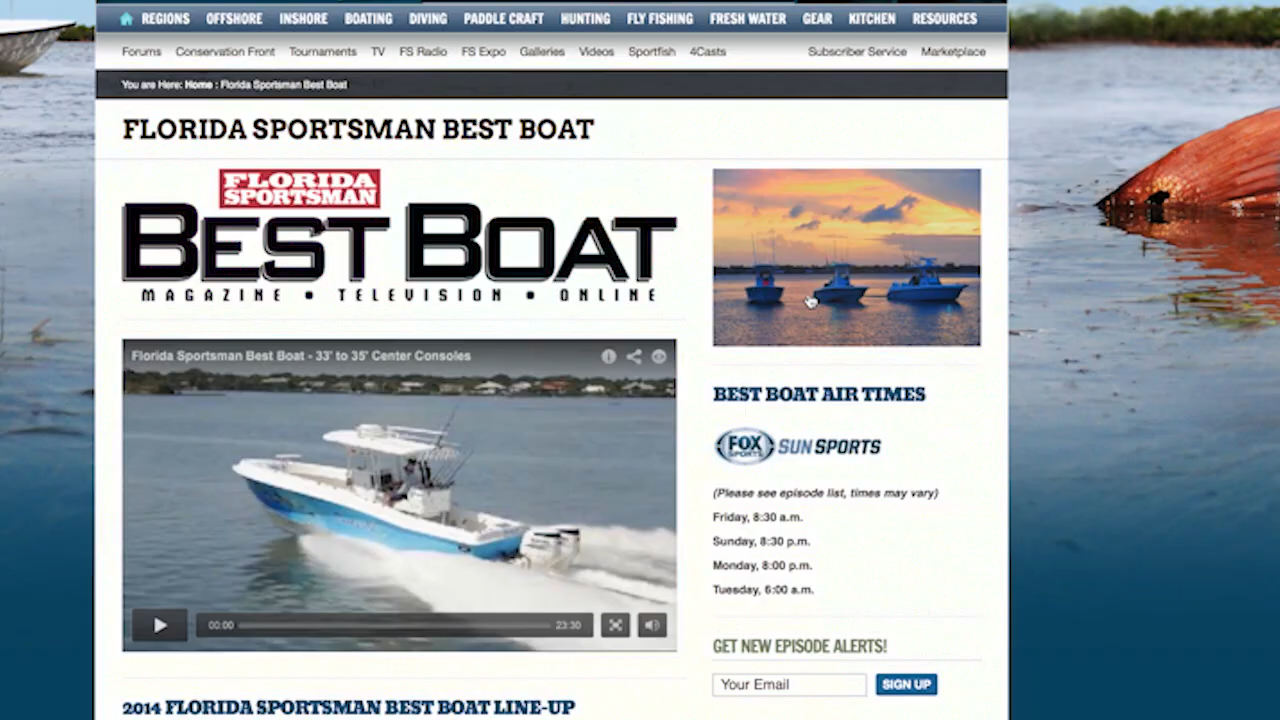 REGIONS OFFSHORE INSHORE BOATING DIVING PADDLE CRAFT HUNTING FLY FISHING FRESH WATER GEAR KITCHEN RESOURCES
Forums Conservation Front Tournaments TV FS Radio FS Expo Galleries Videos Sportfish 4Casts Subscriber Service Marketplace
You are Here: Home : Florida Sportsman Best Boat
FLORIDA SPORTSMAN BEST BOAT
FLORIDA
SPORTSMAN
BEST BOAT
MAGAZINE • TELEVISION • ONLINE
Florida Sportsman Best Boat - 33' to 35' Center Consoles
00:00 23:30
2014 FLORIDA SPORTSMAN BEST BOAT LINE-UP
BEST BOAT AIR TIMES
FOX SPORTS SUN SPORTS
(Please see episode list, times may vary)
Friday, 8:30 a.m.
Sunday, 8:30 p.m.
Monday, 8:00 p.m.
Tuesday, 6:00 a.m.
GET NEW EPISODE ALERTS!
Your Email SIGN UP